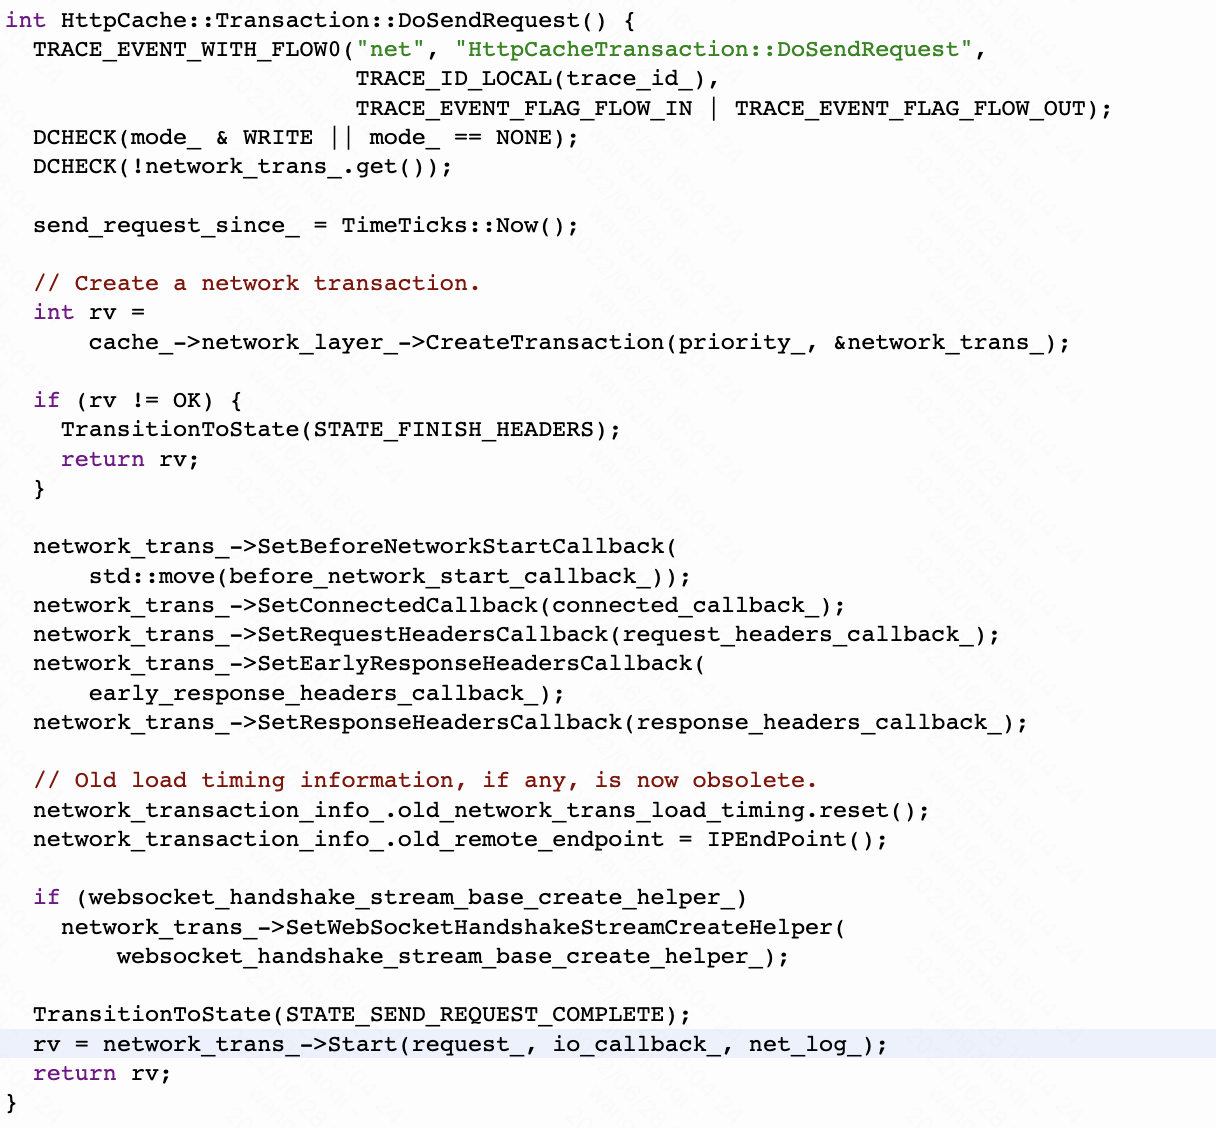 int HttpCache::Transaction::DoSendRequest() {
  TRACE_EVENT_WITH_FLOW0("net", "HttpCacheTransaction::DoSendRequest",
                         TRACE_ID_LOCAL(trace_id_),
                         TRACE_EVENT_FLAG_FLOW_IN | TRACE_EVENT_FLAG_FLOW_OUT);
  DCHECK(mode_ & WRITE || mode_ == NONE);
  DCHECK(!network_trans_.get());

  send_request_since_ = TimeTicks::Now();

  // Create a network transaction.
  int rv =
      cache_->network_layer_->CreateTransaction(priority_, &network_trans_);

  if (rv != OK) {
    TransitionToState(STATE_FINISH_HEADERS);
    return rv;
  }

  network_trans_->SetBeforeNetworkStartCallback(
      std::move(before_network_start_callback_));
  network_trans_->SetConnectedCallback(connected_callback_);
  network_trans_->SetRequestHeadersCallback(request_headers_callback_);
  network_trans_->SetEarlyResponseHeadersCallback(
      early_response_headers_callback_);
  network_trans_->SetResponseHeadersCallback(response_headers_callback_);

  // Old load timing information, if any, is now obsolete.
  network_transaction_info_.old_network_trans_load_timing.reset();
  network_transaction_info_.old_remote_endpoint = IPEndPoint();

  if (websocket_handshake_stream_base_create_helper_)
    network_trans_->SetWebSocketHandshakeStreamCreateHelper(
        websocket_handshake_stream_base_create_helper_);

  TransitionToState(STATE_SEND_REQUEST_COMPLETE);
  rv = network_trans_->Start(request_, io_callback_, net_log_);
  return rv;
}